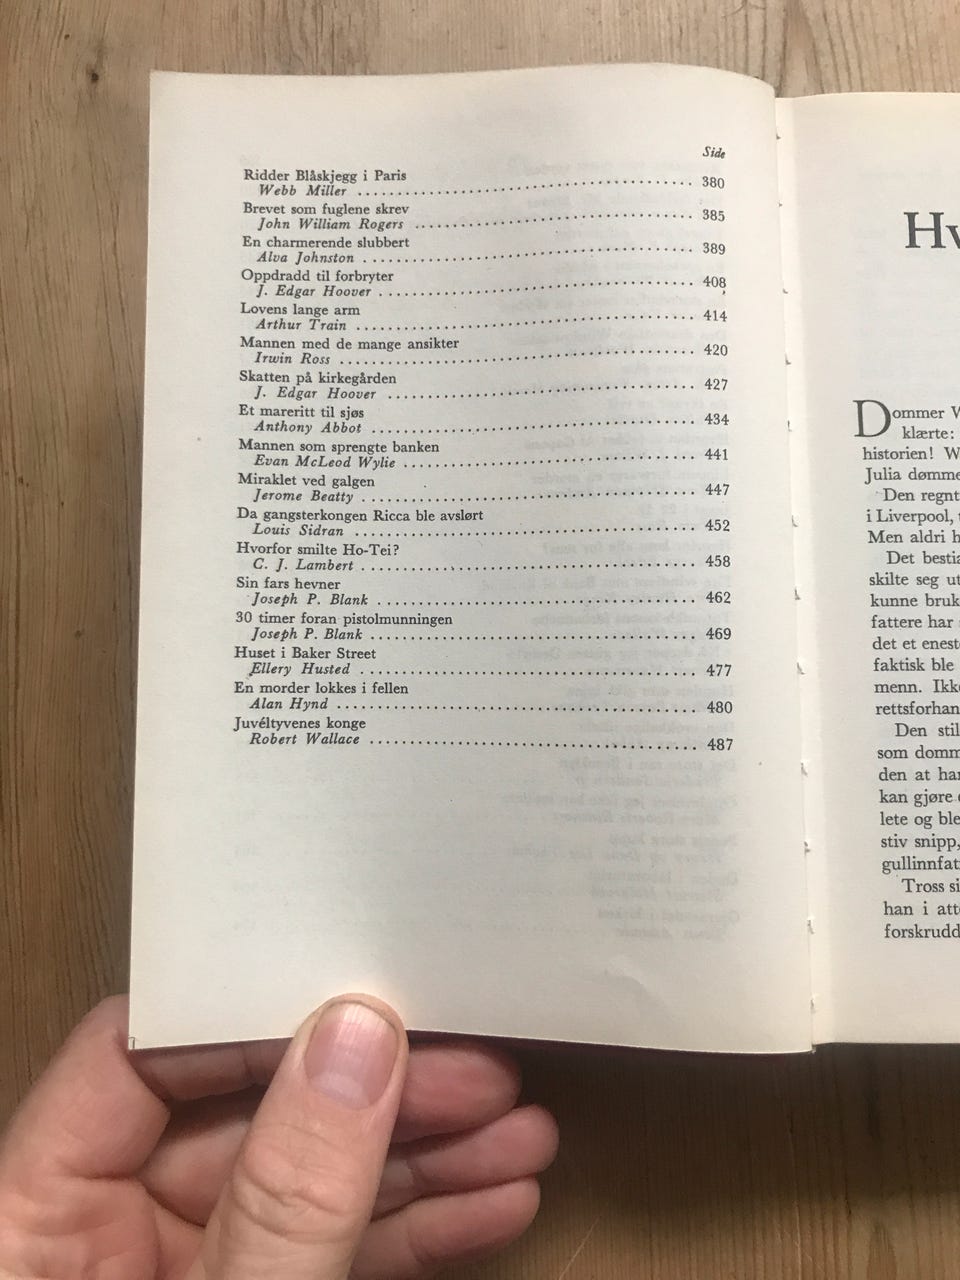 Side
Ridder Blåskjegg i Paris
Webb Miller ........................................ 380
Brevet som fuglene skrev
John William Rogers ........................................ 385
En charmerende slubbert
Alva Johnston ........................................ 389
Oppdradd til forbryter
J. Edgar Hoover ........................................ 408
Lovens lange arm
Arthur Train ........................................ 414
Mannen med de mange ansikter
Irwin Ross ........................................ 420
Skatten på kirkegården
J. Edgar Hoover ........................................ 427
Et mareritt til sjøs
Anthony Abbot ........................................ 434
Mannen som sprengte banken
Evan McLeod Wylie ........................................ 441
Miraklet ved galgen
Jerome Beatty ........................................ 447
Da gangsterkongen Ricca ble avslørt
Louis Sidran ........................................ 452
Hvorfor smilte Ho-Tei?
C. J. Lambert ........................................ 458
Sin fars hevner
Joseph P. Blank ........................................ 462
30 timer foran pistolmunningen
Joseph P. Blank ........................................ 469
Huset i Baker Street
Ellery Husted ........................................ 477
En morder lokkes i fellen
Alan Hynd ........................................ 480
Juvéltyvenes konge
Robert Wallace ........................................ 487
Hv
Dommer W
klærte:
historien! W
Julia dømme
Den regnt
i Liverpool,
Men aldri h
Det bestia
skilte seg ut
kunne bruk
fattere har
det et enest
faktisk ble
menn. Ikk
rettsforhan
Den stil
som domm
den at ha
kan gjøre
lete og ble
stiv snipp,
gullinnfat
Tross si
han i att
forskrudd